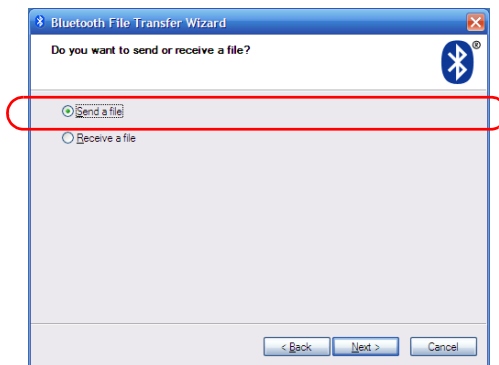 Bluetooth File Transfer Wizard
Do you want to send or receive a file?
®
Send a file
Receive a file
< Back Next > Cancel